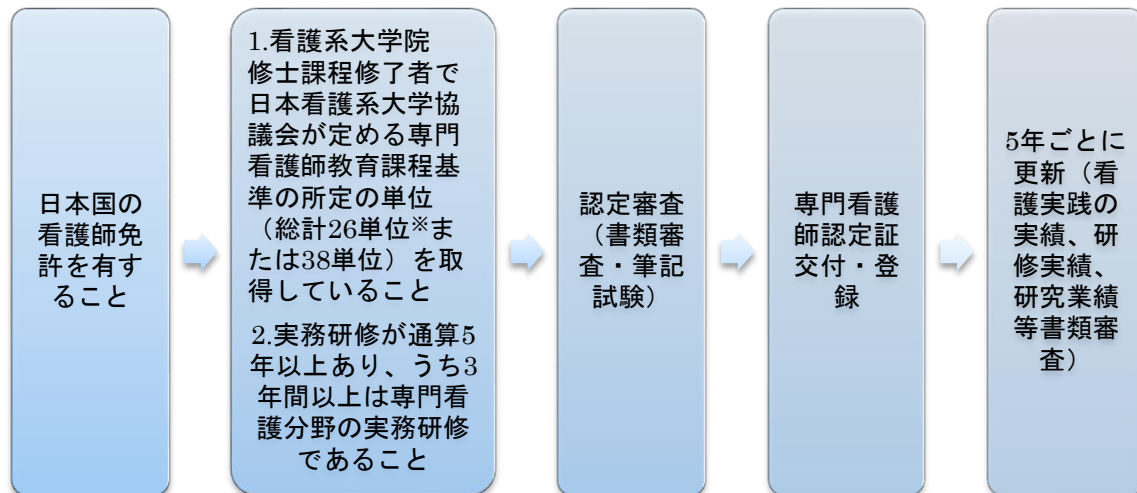 日本国の
看護師免
許を有す
ること
1.看護系大学院
修士課程修了者で
日本看護系大学協
議会が定める専門
看護師教育課程基
準の所定の単位
（総計26単位※ま
たは38単位）を取
得していること
2.実務研修が通算5
年以上あり、うち3
年間以上は専門看
護分野の実務研修
であること
認定審査
（書類審
査・筆記
試験）
専門看護
師認定証
交付・登
録
5年ごとに
更新（看
護実践の
実績、研
修実績、
研究業績
等書類審
査）